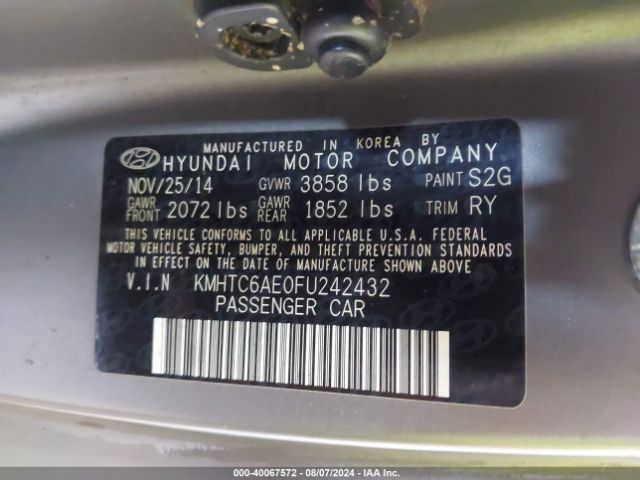 MANUFACTURED IN KOREA BY
HYUNDAI MOTOR COMPANY
NOV/25/14 GVWR 3858 lbs PAINT S2G
GAWR FRONT 2072 lbs GAWR REAR 1852 lbs TRIM RY
THIS VEHICLE CONFORMS TO ALL APPLICABLE U.S.A. FEDERAL
MOTOR VEHICLE SAFETY, BUMPER, AND THEFT PREVENTION STANDARDS
IN EFFECT ON THE DATE OF MANUFACTURE SHOWN ABOVE
V.I.N KMHTC6AE0FU242432
PASSENGER CAR
000-40067572 - 08/07/2024 - IAA Inc.